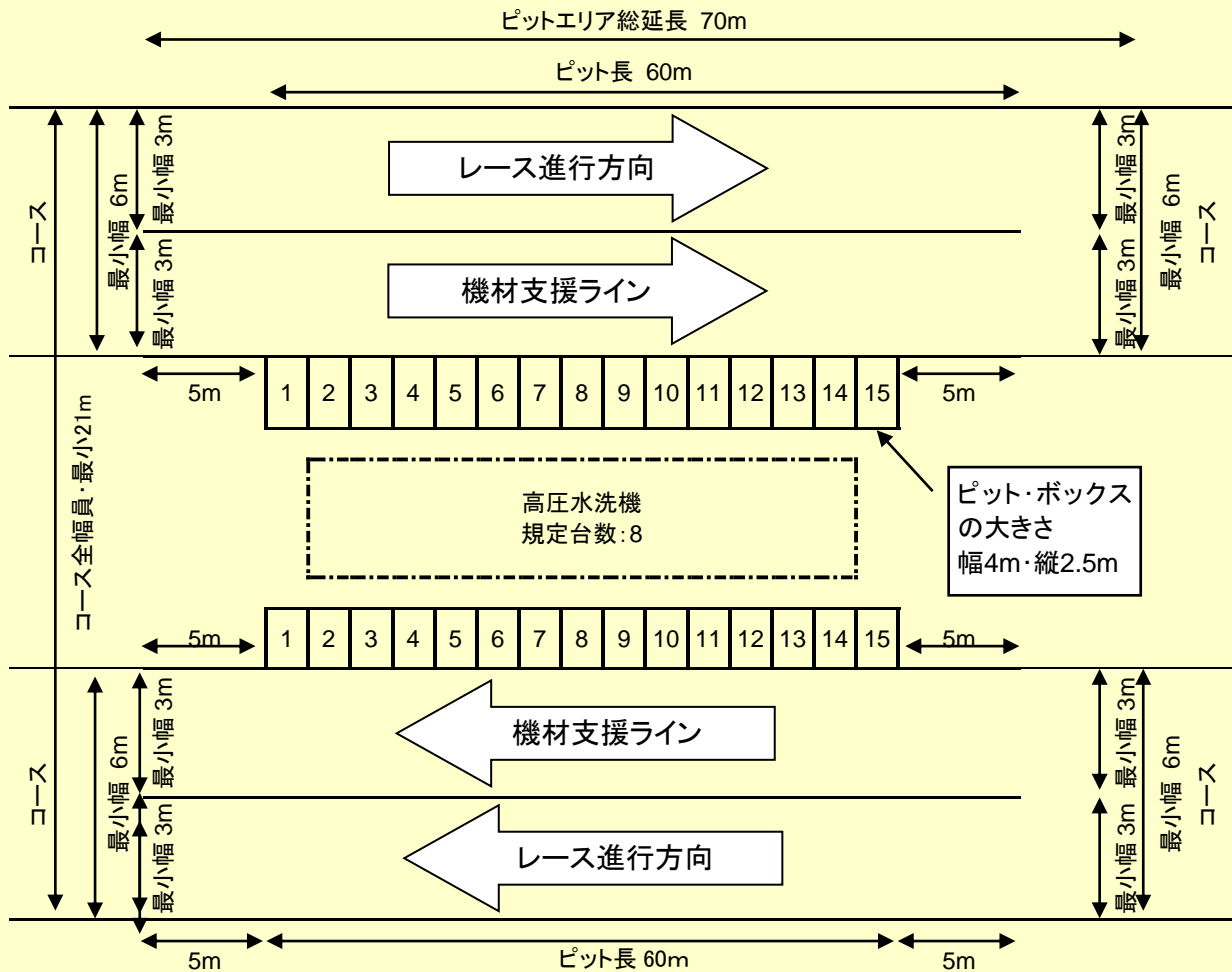 ピットエリア総延長 70m
ピット長 60m
コース
最小幅 6m
最小幅 3m
最小幅 3m
レース進行方向
機材支援ライン
最小幅 3m
最小幅 3m
最小幅 6m
コース
5m
1 2 3 4 5 6 7 8 9 10 11 12 13 14 15
5m
コース全幅員・最小21m
高圧水洗機
規定台数:8
ピット・ボックス
の大きさ
幅4m・縦2.5m
5m
1 2 3 4 5 6 7 8 9 10 11 12 13 14 15
5m
コース
最小幅 6m
最小幅 3m
最小幅 3m
機材支援ライン
レース進行方向
最小幅 3m
最小幅 3m
最小幅 6m
コース
5m
ピット長 60m
5m